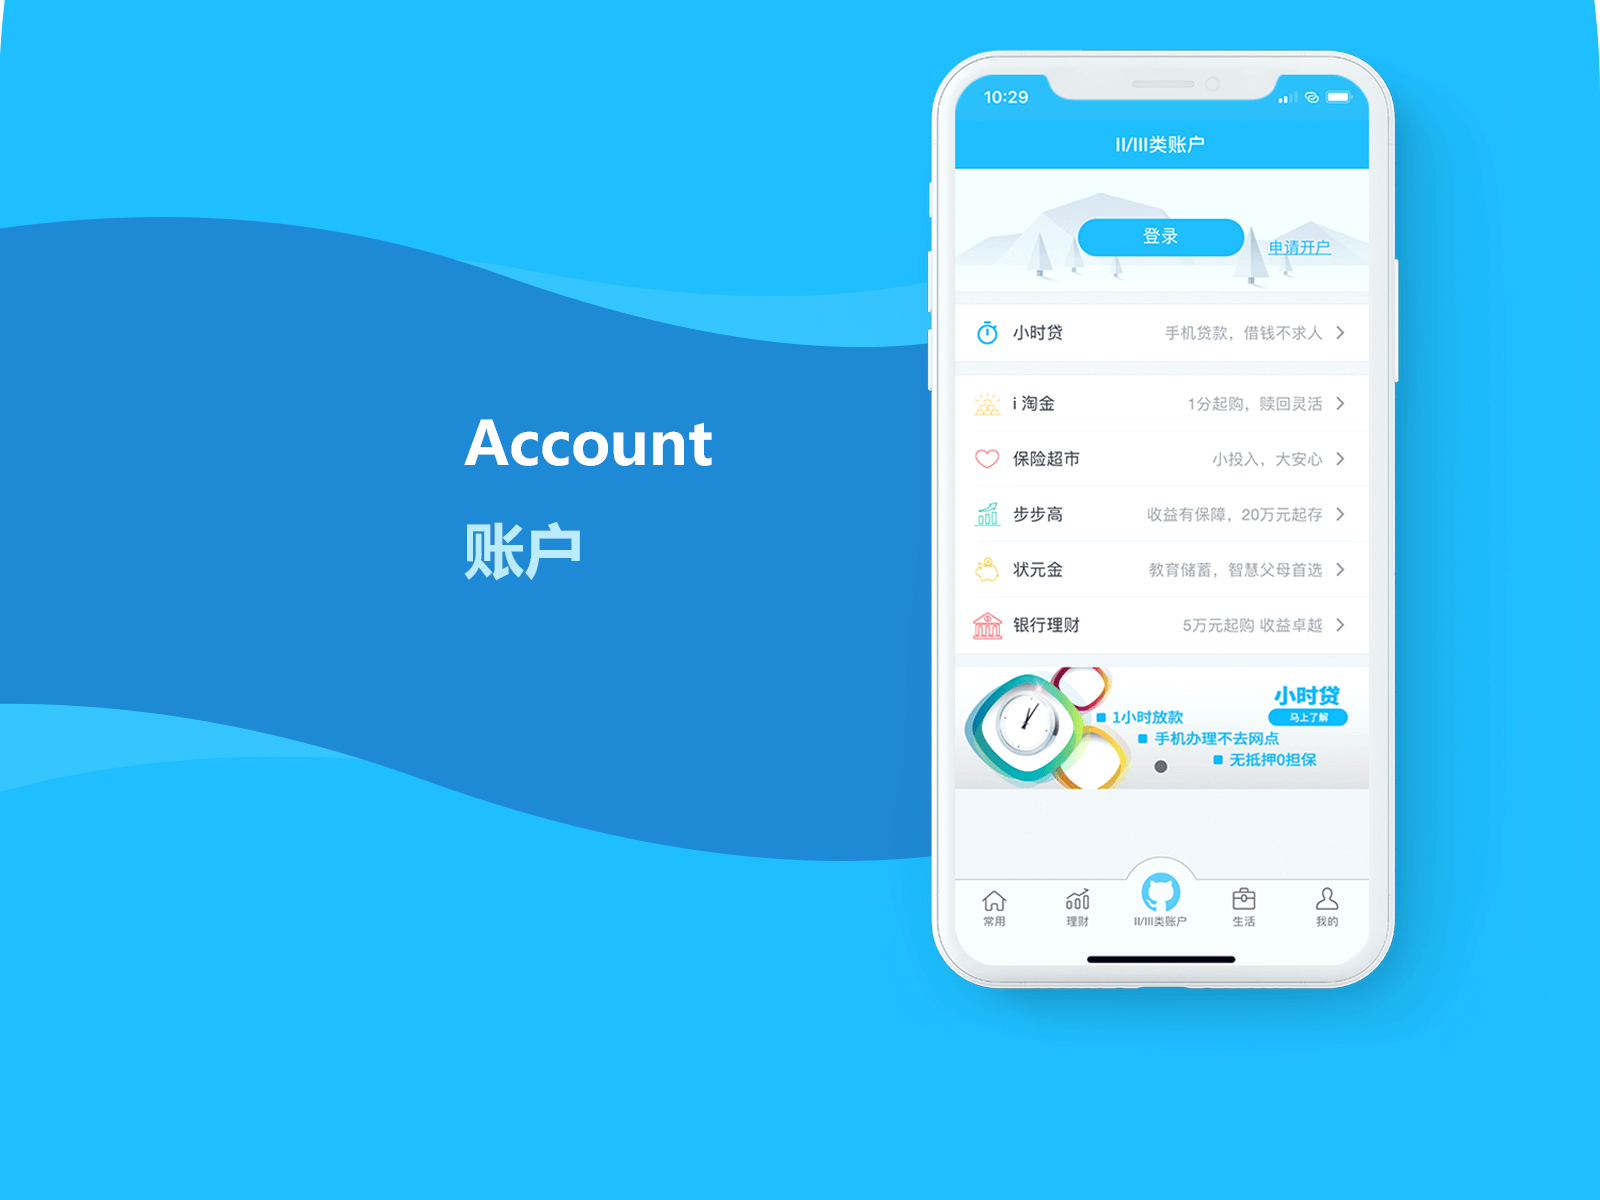 Account
账户
10:29
II/III类账户
登录
申请开户
小时贷 手机贷款，借钱不求人
i 淘金 1分起购，赎回灵活
保险超市 小投入，大安心
步步高 收益有保障，20万元起存
状元金 教育储蓄，智慧父母首选
银行理财 5万元起购 收益卓越
小时贷
马上了解
1小时放款
手机办理不去网点
无抵押0担保
常用 理财 II/III类账户 生活 我的